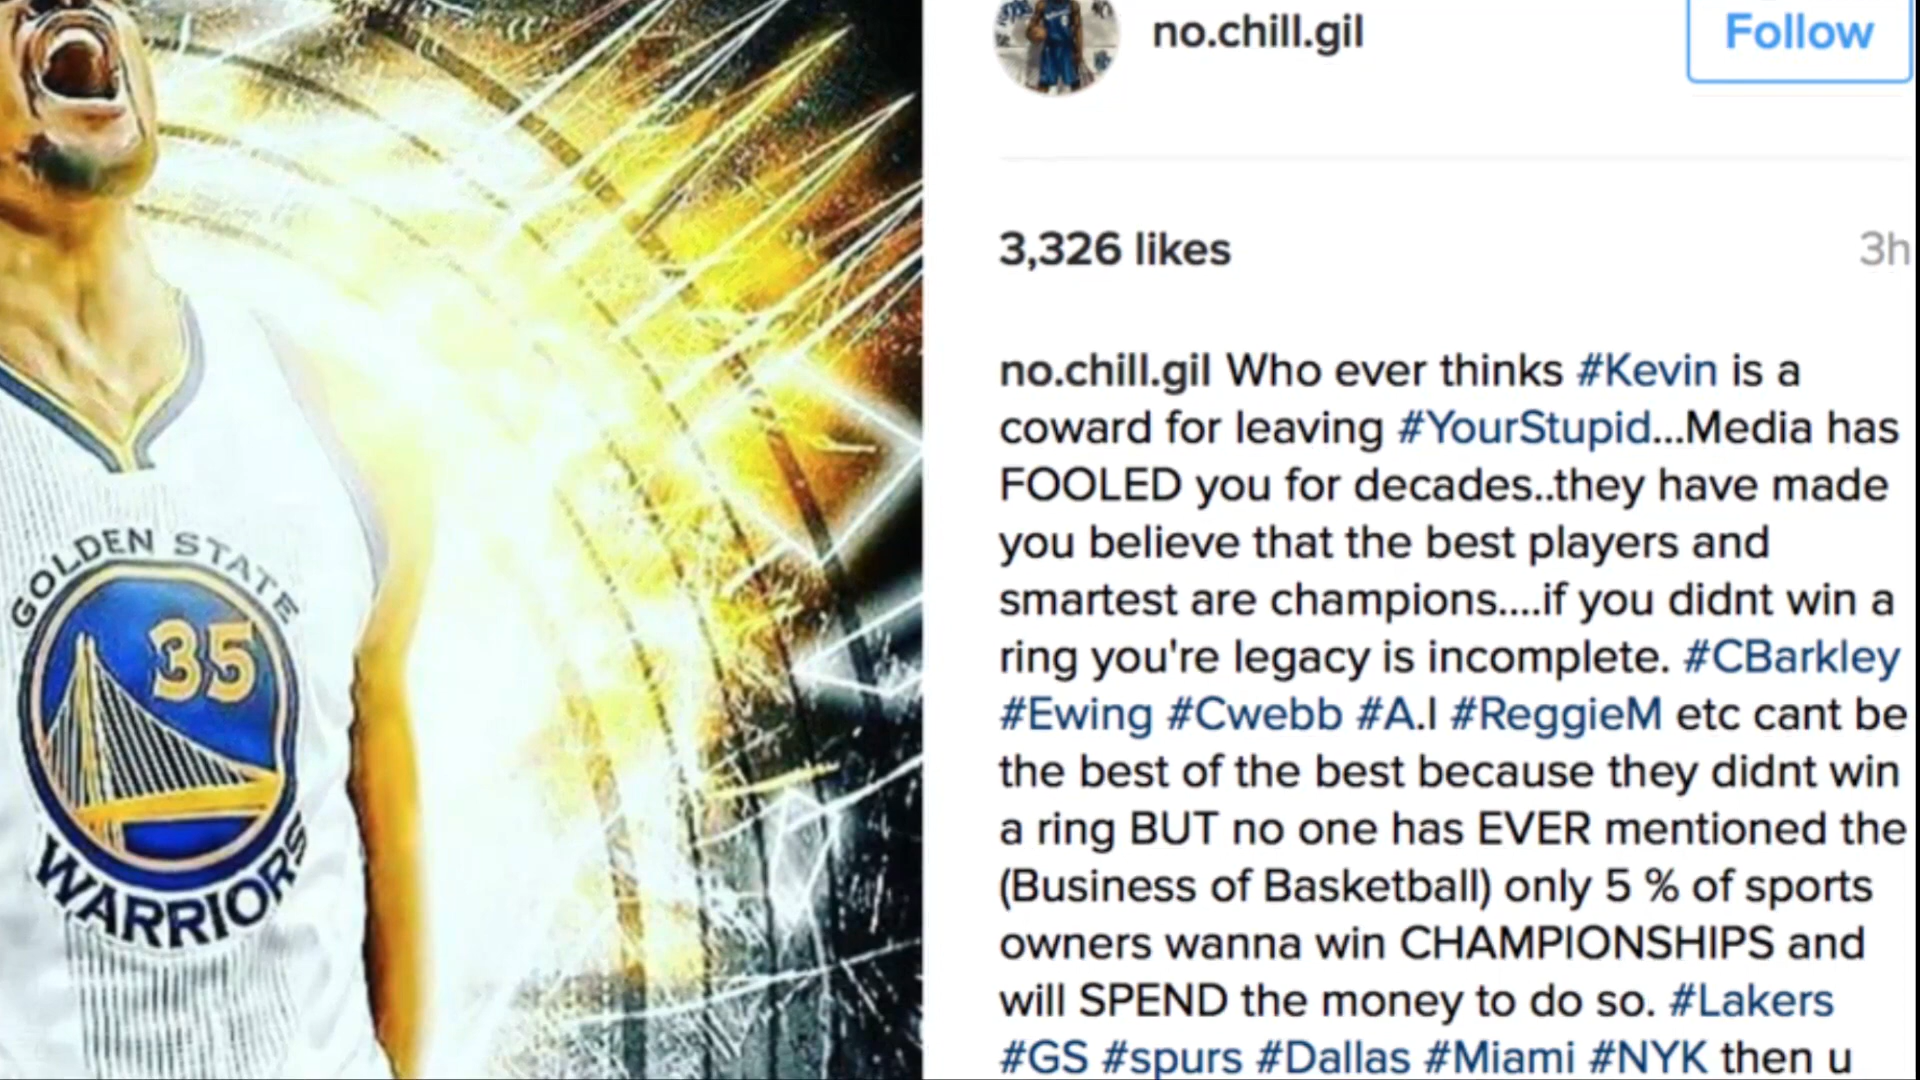 no.chill.gil
Follow
3,326 likes
3h
no.chill.gil Who ever thinks #Kevin is a
coward for leaving #YourStupid...Media has
FOOLED you for decades..they have made
you believe that the best players and
smartest are champions....if you didnt win a
ring you're legacy is incomplete. #CBarkley
#Ewing #Cwebb #A.I #ReggieM etc cant be
the best of the best because they didnt win
a ring BUT no one has EVER mentioned the
(Business of Basketball) only 5 % of sports
owners wanna win CHAMPIONSHIPS and
will SPEND the money to do so. #Lakers
#GS #spurs #Dallas #Miami #NYK then u
GOLDEN STATE
35
WARRIORS